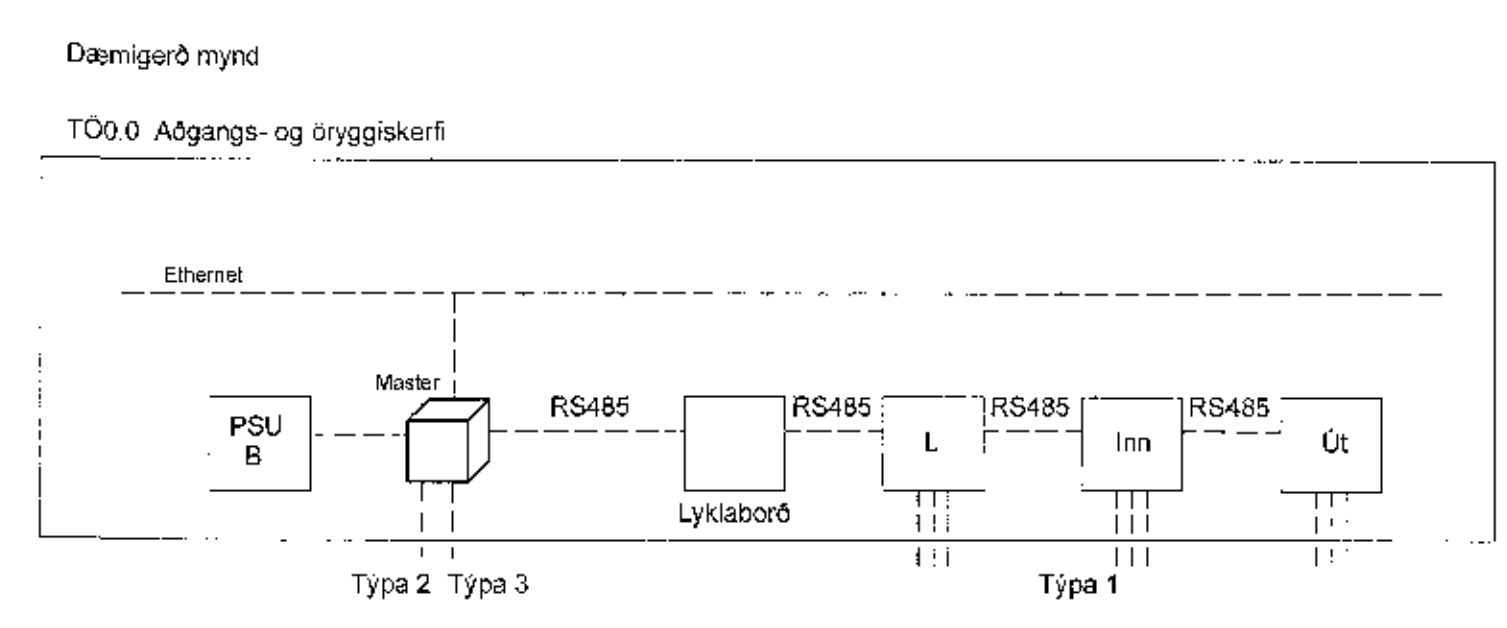 Dæmigerð mynd
TÖ0.0 Aðgangs- og öryggiskerfi
Ethernet
Master
RS485
RS485
RS485
RS485
PSU
B
L
Inn
Út
Lyklaborð
Týpa 2
Týpa 3
Týpa 1